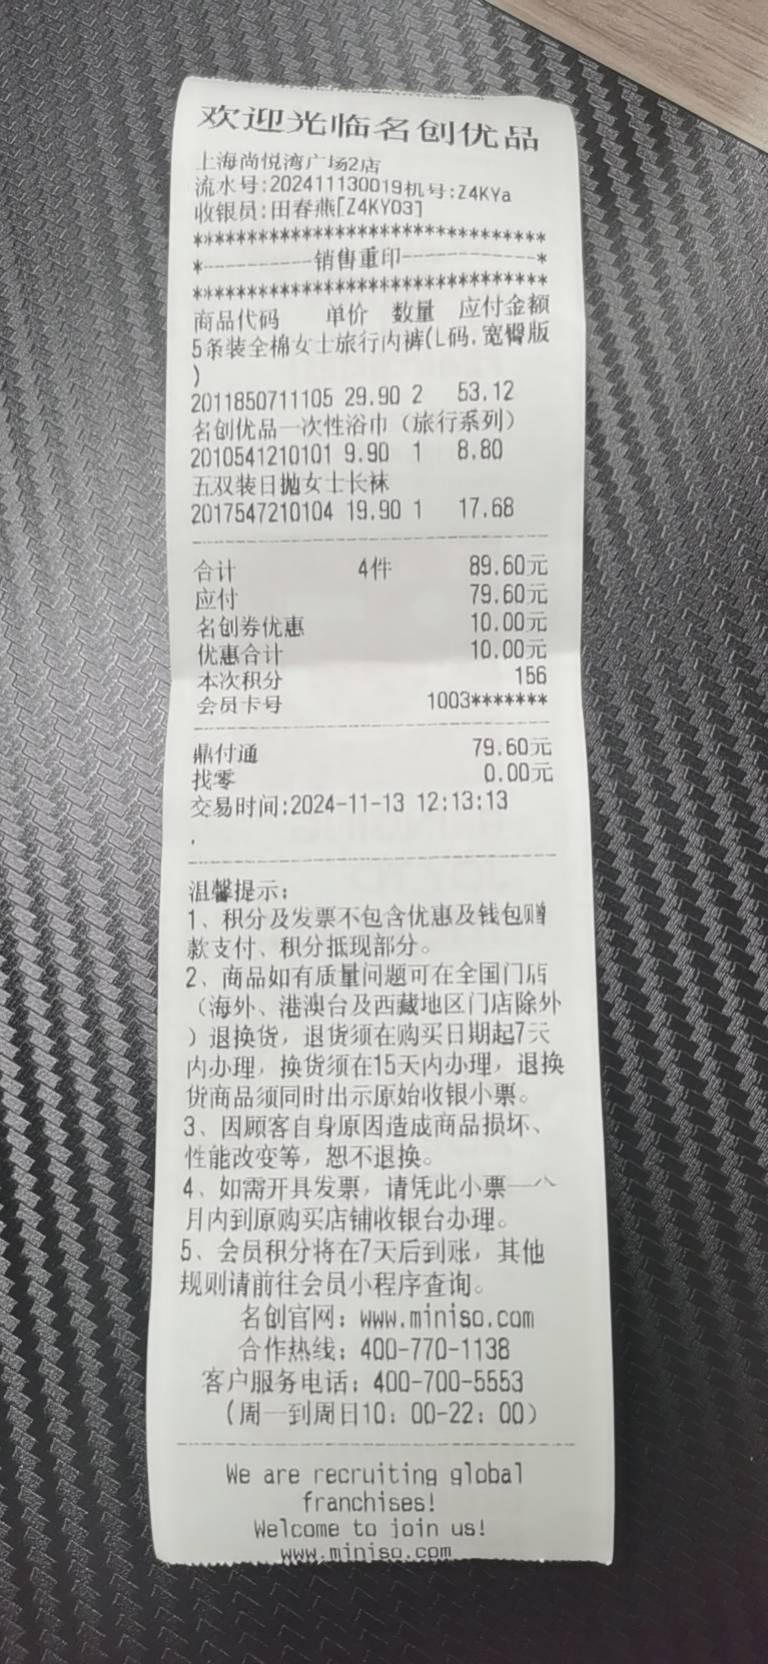 欢迎光临名创优品
上海尚悦湾广场2店
流水号:202411130019机号:Z4KYa
收银员:田春燕[Z4KY03]
******************************
*-----------销售重印--------------*
******************************
商品代码 单价 数量 应付金额
5条装全棉女士旅行内裤(L码,宽臀版
)
2011850711105 29.90 2 53.12
名创优品一次性浴巾（旅行系列）
2010541210101 9.90 1 8.80
五双装日抛女士长袜
2017547210104 19.90 1 17.68
合计 4件 89.60元
应付 79.60元
名创券优惠 10.00元
优惠合计 10.00元
本次积分 156
会员卡号 1003*******
鼎付通 79.60元
找零 0.00元
交易时间:2024-11-13 12:13:13
.
温馨提示:
1、积分及发票不包含优惠及钱包赠
款支付、积分抵现部分。
2、商品如有质量问题可在全国门店
（海外、港澳台及西藏地区门店除外
）退换货，退货须在购买日期起7天
内办理，换货须在15天内办理，退换
货商品须同时出示原始收银小票。
3、因顾客自身原因造成商品损坏、
性能改变等，恕不退换。
4、如需开具发票，请凭此小票一个
月内到原购买店铺收银台办理。
5、会员积分将在7天后到账，其他
规则请前往会员小程序查询。
名创官网：www.miniso.com
合作热线：400-770-1138
客户服务电话：400-700-5553
（周一到周日10：00-22：00）
We are recruiting global
franchises!
Welcome to join us!
www.miniso.com